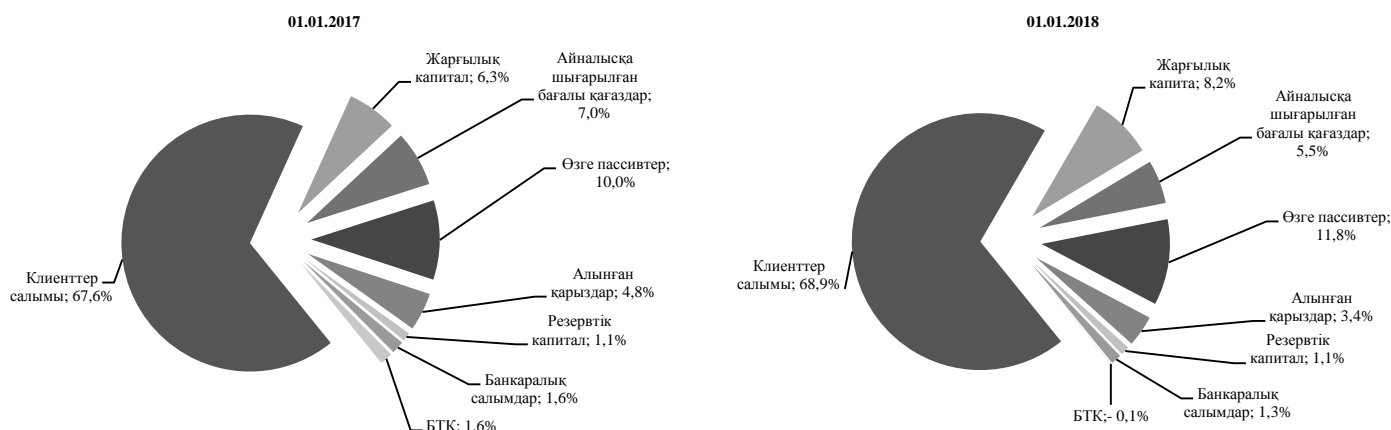 01.01.2017
Жарғылық
капитал; 6,3%
Айналысқа
шығарылған
бағалы қағаздар;
7,0%
Өзге пассивтер;
10,0%
Алынған
қарыздар; 4,8%
Резервтік
капитал; 1,1%
Банкаралық
салымдар; 1,6%
БТК; 1,6%
Клиенттер
салымы; 67,6%
01.01.2018
Жарғылық
капита; 8,2%
Айналысқа
шығарылған
бағалы қағаздар;
5,5%
Өзге пассивтер;
11,8%
Алынған
қарыздар; 3,4%
Резервтік
капитал; 1,1%
Банкаралық
салымдар; 1,3%
БТК;- 0,1%
Клиенттер
салымы; 68,9%